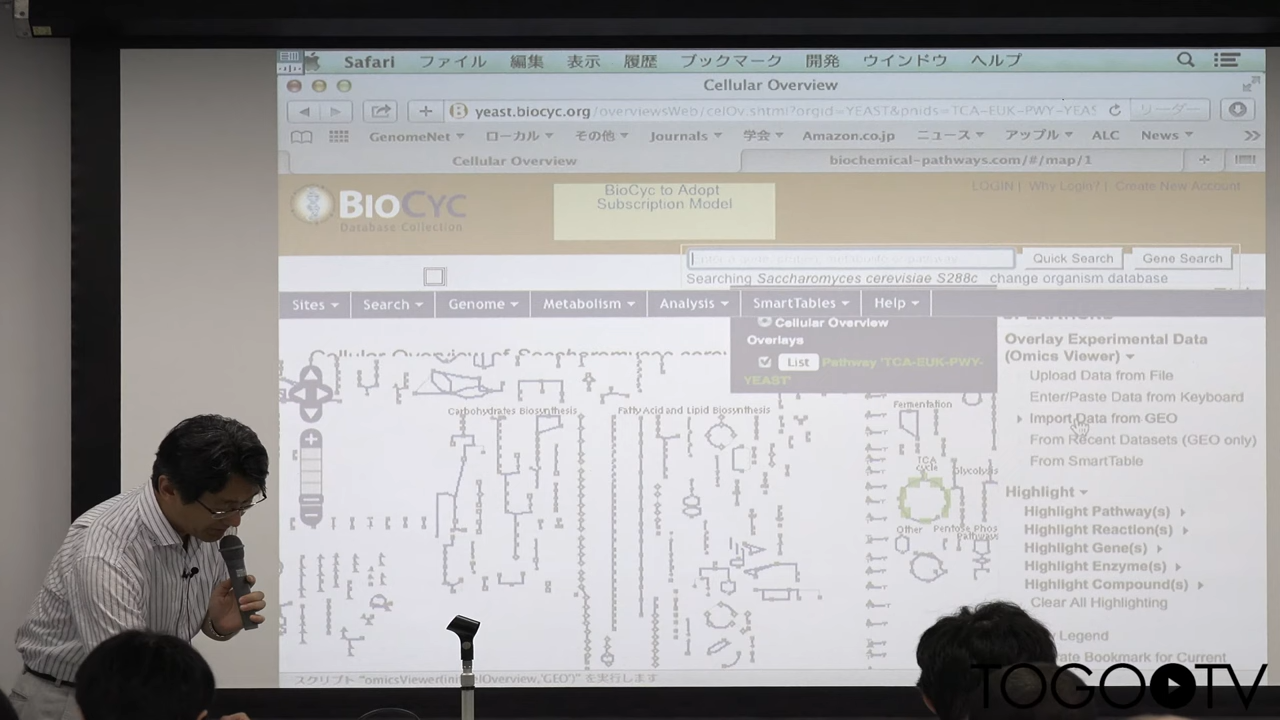 Safari ファイル 編集 表示 履歴 ブックマーク 開発 ウインドウ ヘルプ
Cellular Overview
yeast.biocyc.org/overviewsWeb/celOv.shtml?orgid=YEAST&pnids=TCA-EUK-PWY-YEAS リーダー
GenomeNet ローカル その他 Journals 学会 Amazon.co.jp ニュース アップル ALC News
Cellular Overview
biochemical-pathways.com/#/map/1
LOGIN | Why Login? | Create New Account
BioCyc
Database Collection
BioCyc to Adopt
Subscription Model
Quick Search
Gene Search
Searching Saccharomyces cerevisiae S288c change organism database
Sites Search Genome Metabolism Analysis SmartTables Help
Cellular Overview
Overlays
List Pathway 'TCA-EUK-PWY-
YEAST'
Overlay Experimental Data
(Omics Viewer)
Upload Data from File
Enter/Paste Data from Keyboard
Import Data from GEO
From Recent Datasets (GEO only)
From SmartTable
Highlight
Highlight Pathway(s)
Highlight Reaction(s)
Highlight Gene(s)
Highlight Enzyme(s)
Highlight Compound(s)
Clear All Highlighting
Legend
Bookmark for Current
Carbohydrates Biosynthesis
Fatty Acid and Lipid Biosynthesis
Fermentation
TCA
cycle
Glycolysis
Other
Pentose Phos
Pathways
を実行します
TOGOTV